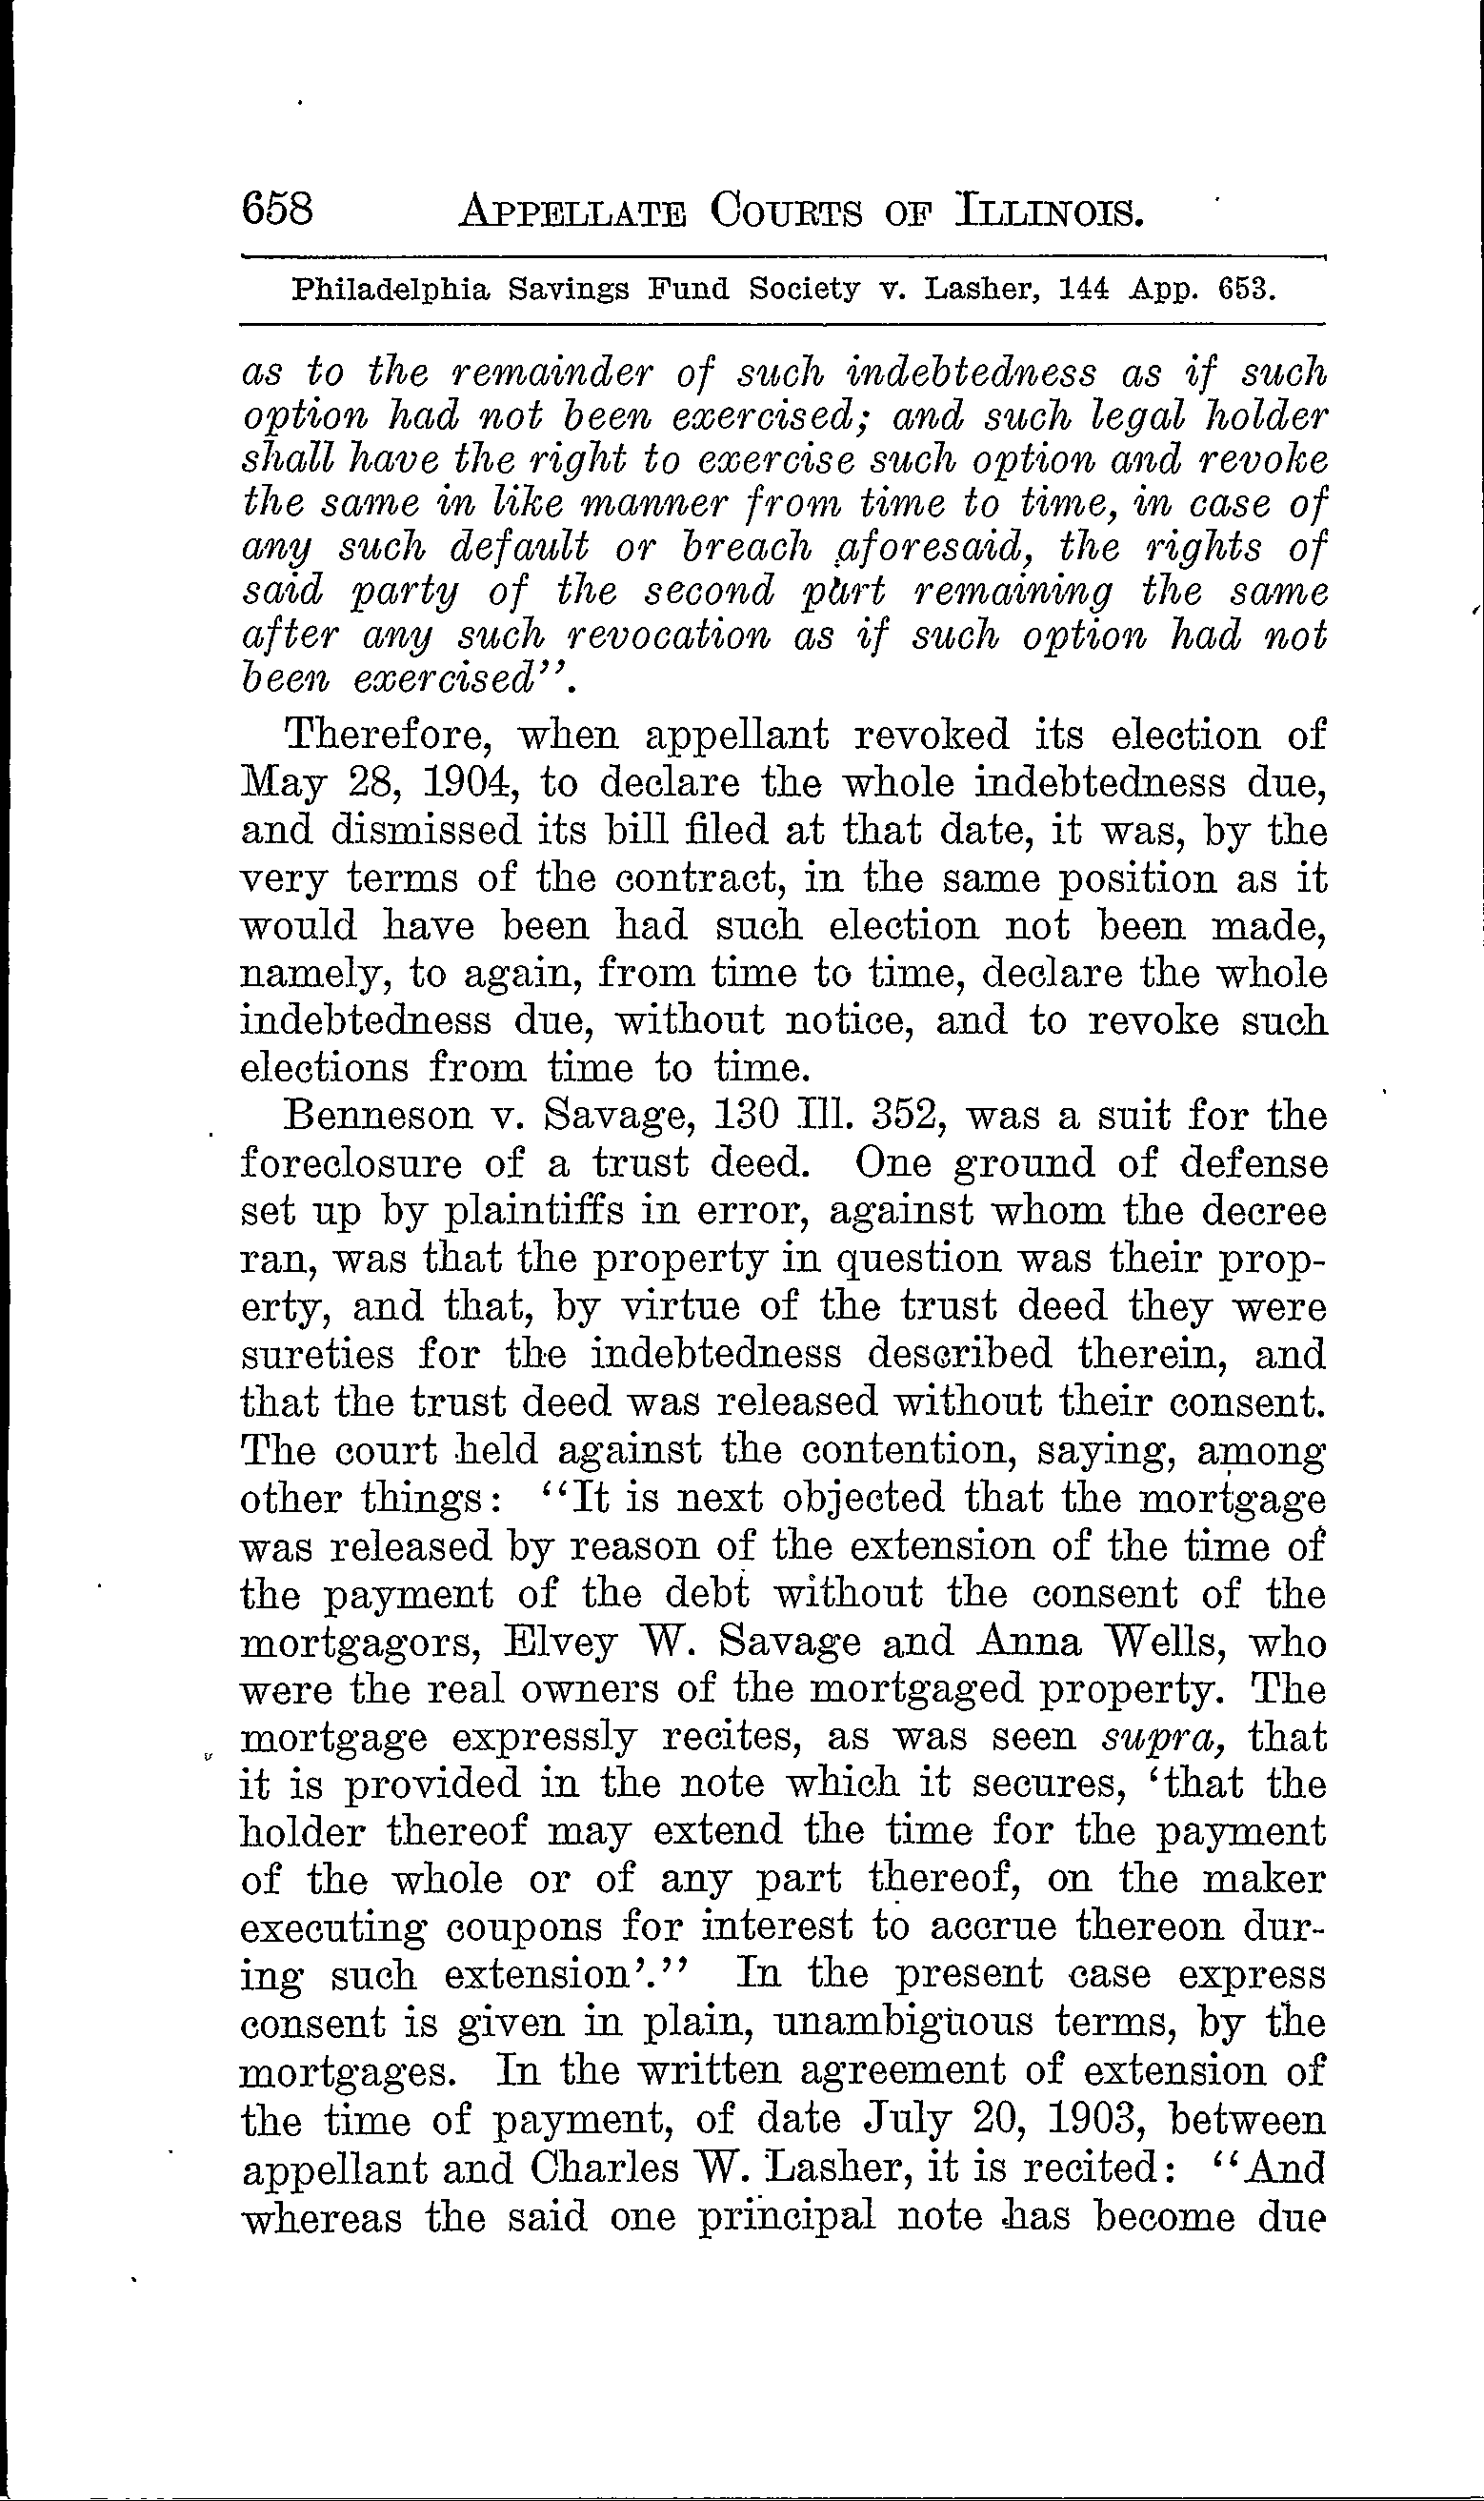 658 APPELLATE COURTS OF ILLINOIS.
Philadelphia Savings Fund Society v. Lasher, 144 App. 653.
as to the remainder of such indebtedness as if such
option had not been exercised; and such legal holder
shall have the right to exercise such option and revoke
the same in like manner from time to time, in case of
any such default or breach aforesaid, the rights of
said party of the second part remaining the same
after any such revocation as if such option had not
been exercised”.
Therefore, when appellant revoked its election of
May 28, 1904, to declare the whole indebtedness due,
and dismissed its bill filed at that date, it was, by the
very terms of the contract, in the same position as it
would have been had such election not been made,
namely, to again, from time to time, declare the whole
indebtedness due, without notice, and to revoke such
elections from time to time.
Benneson v. Savage, 130 Ill. 352, was a suit for the
foreclosure of a trust deed. One ground of defense
set up by plaintiffs in error, against whom the decree
ran, was that the property in question was their prop-
erty, and that, by virtue of the trust deed they were
sureties for the indebtedness described therein, and
that the trust deed was released without their consent.
The court held against the contention, saying, among
other things: “It is next objected that the mortgage
was released by reason of the extension of the time of
the payment of the debt without the consent of the
mortgagors, Elvey W. Savage and Anna Wells, who
were the real owners of the mortgaged property. The
mortgage expressly recites, as was seen supra, that
it is provided in the note which it secures, ‘that the
holder thereof may extend the time for the payment
of the whole or of any part thereof, on the maker
executing coupons for interest to accrue thereon dur-
ing such extension’.” In the present case express
consent is given in plain, unambiguous terms, by the
mortgages. In the written agreement of extension of
the time of payment, of date July 20, 1903, between
appellant and Charles W. Lasher, it is recited: “And
whereas the said one principal note has become due